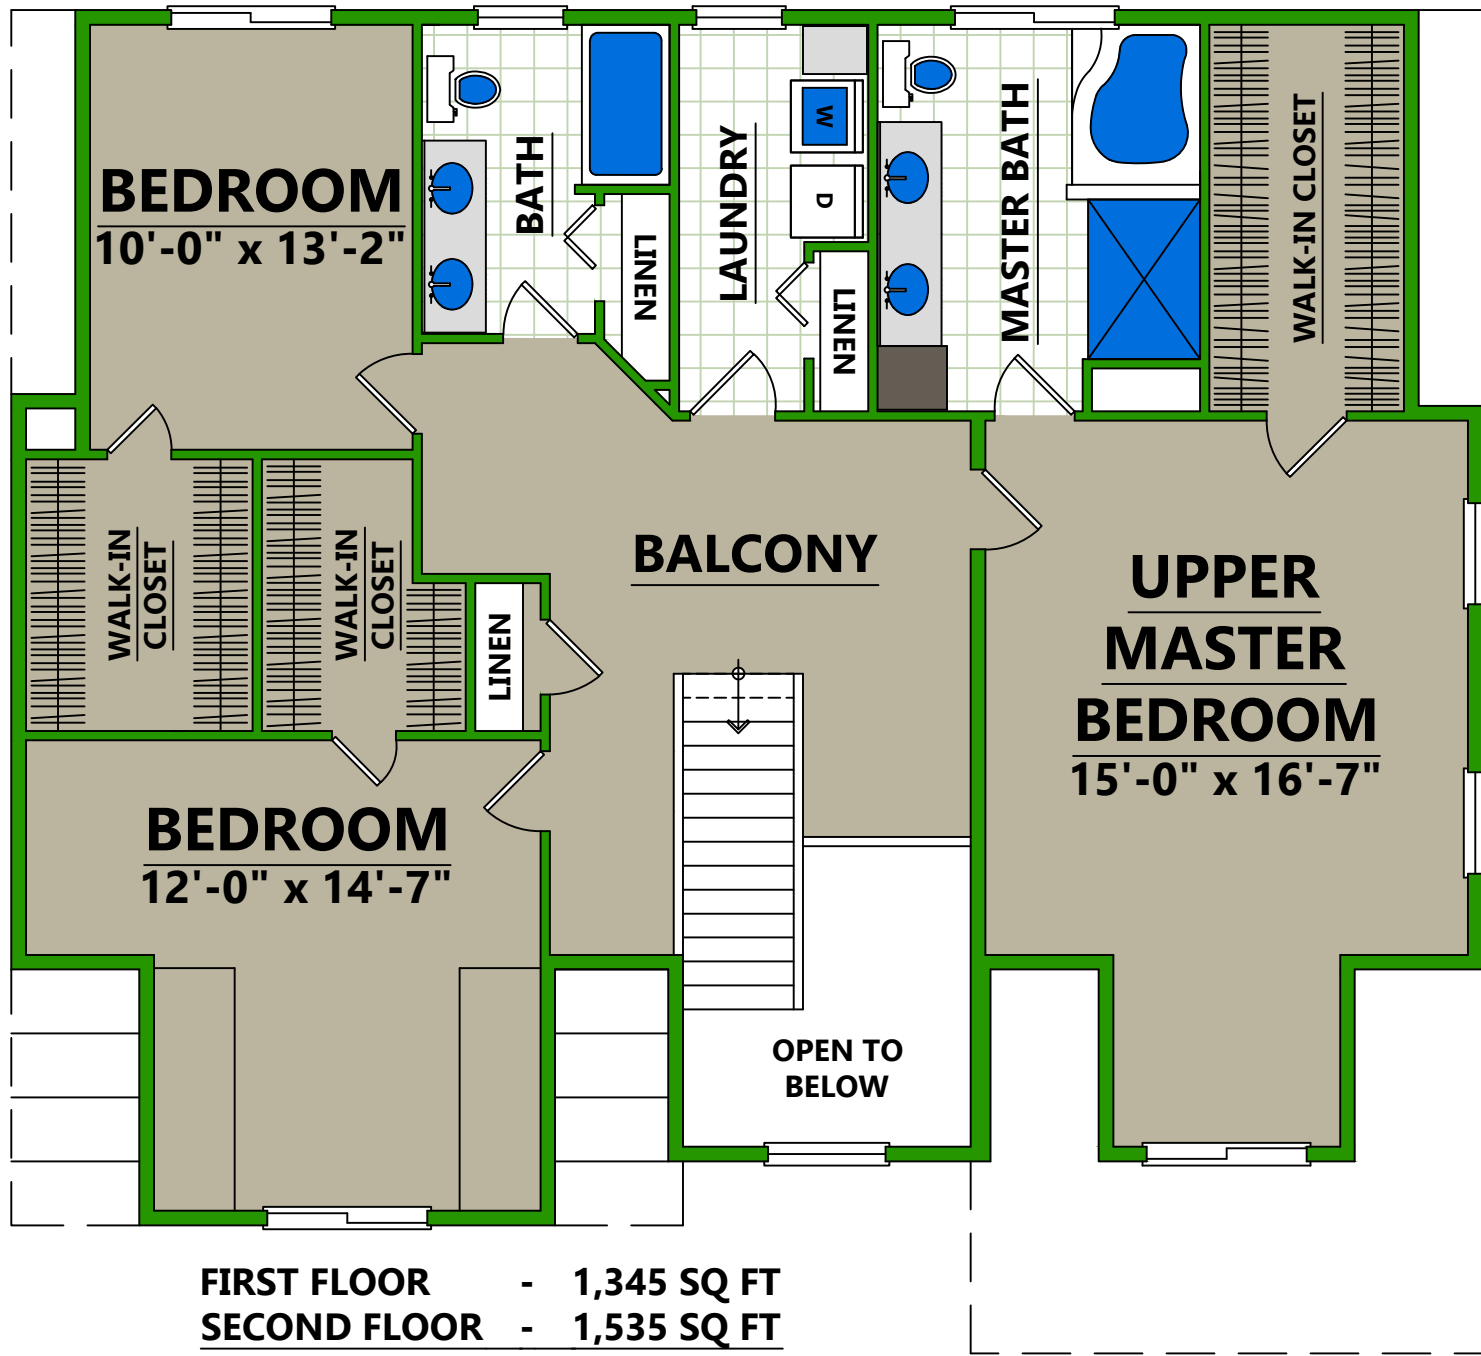 BEDROOM
10'-0" x 13'-2"
BATH
LINEN
LAUNDRY
W
D
LINEN
MASTER BATH
WALK-IN CLOSET
WALK-IN
CLOSET
WALK-IN
CLOSET
LINEN
BALCONY
UPPER
MASTER
BEDROOM
15'-0" x 16'-7"
BEDROOM
12'-0" x 14'-7"
OPEN TO
BELOW
FIRST FLOOR - 1,345 SQ FT
SECOND FLOOR - 1,535 SQ FT